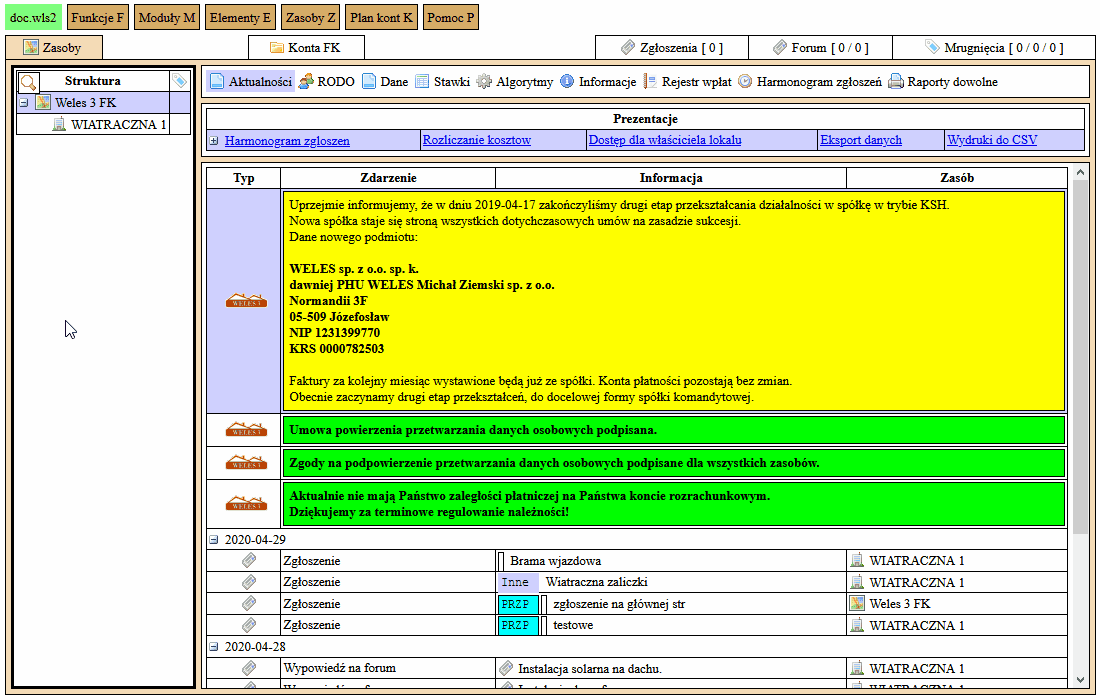 doc.wls2 Funkcje F Moduły M Elementy E Zasoby Z Plan kont K Pomoc P
Zasoby Konta FK Zgłoszenia [ 0 ] Forum [ 0 / 0 ] Mrugnięcia [ 0 / 0 / 0 ]
Struktura
Weles 3 FK
WIATRACZNA 1
Aktualności RODO Dane Stawki Algorytmy Informacje Rejestr wpłat Harmonogram zgłoszeń Raporty dowolne
Prezentacje
Harmonogram zgloszen Rozliczanie kosztow Dostęp dla właściciela lokalu Eksport danych Wydruki do CSV
Typ Zdarzenie Informacja Zasób
Uprzejmie informujemy, że w dniu 2019-04-17 zakończyliśmy drugi etap przekształcania działalności w spółkę w trybie KSH.
Nowa spółka staje się stroną wszystkich dotychczasowych umów na zasadzie sukcesji.
Dane nowego podmiotu:
WELES sp. z o.o. sp. k.
dawniej PHU WELES Michał Ziemski sp. z o.o.
WELES 3
Normandii 3F
05-509 Józefosław
NIP 1231399770
KRS 0000782503
Faktury za kolejny miesiąc wystawione będą już ze spółki. Konta płatności pozostają bez zmian.
Obecnie zaczynamy drugi etap przekształceń, do docelowej formy spółki komandytowej.
WELES 3 Umowa powierzenia przetwarzania danych osobowych podpisana.
WELES 3 Zgody na podpowierzenie przetwarzania danych osobowych podpisane dla wszystkich zasobów.
WELES 3 Aktualnie nie mają Państwo zaległości płatniczej na Państwa koncie rozrachunkowym.
Dziękujemy za terminowe regulowanie należności!
2020-04-29
Zgłoszenie Brama wjazdowa WIATRACZNA 1
Zgłoszenie Inne Wiatraczna zaliczki WIATRACZNA 1
Zgłoszenie PRZP zgłoszenie na głównej str Weles 3 FK
Zgłoszenie PRZP testowe WIATRACZNA 1
2020-04-28
Wypowiedź na forum Instalacja solarna na dachu. WIATRACZNA 1